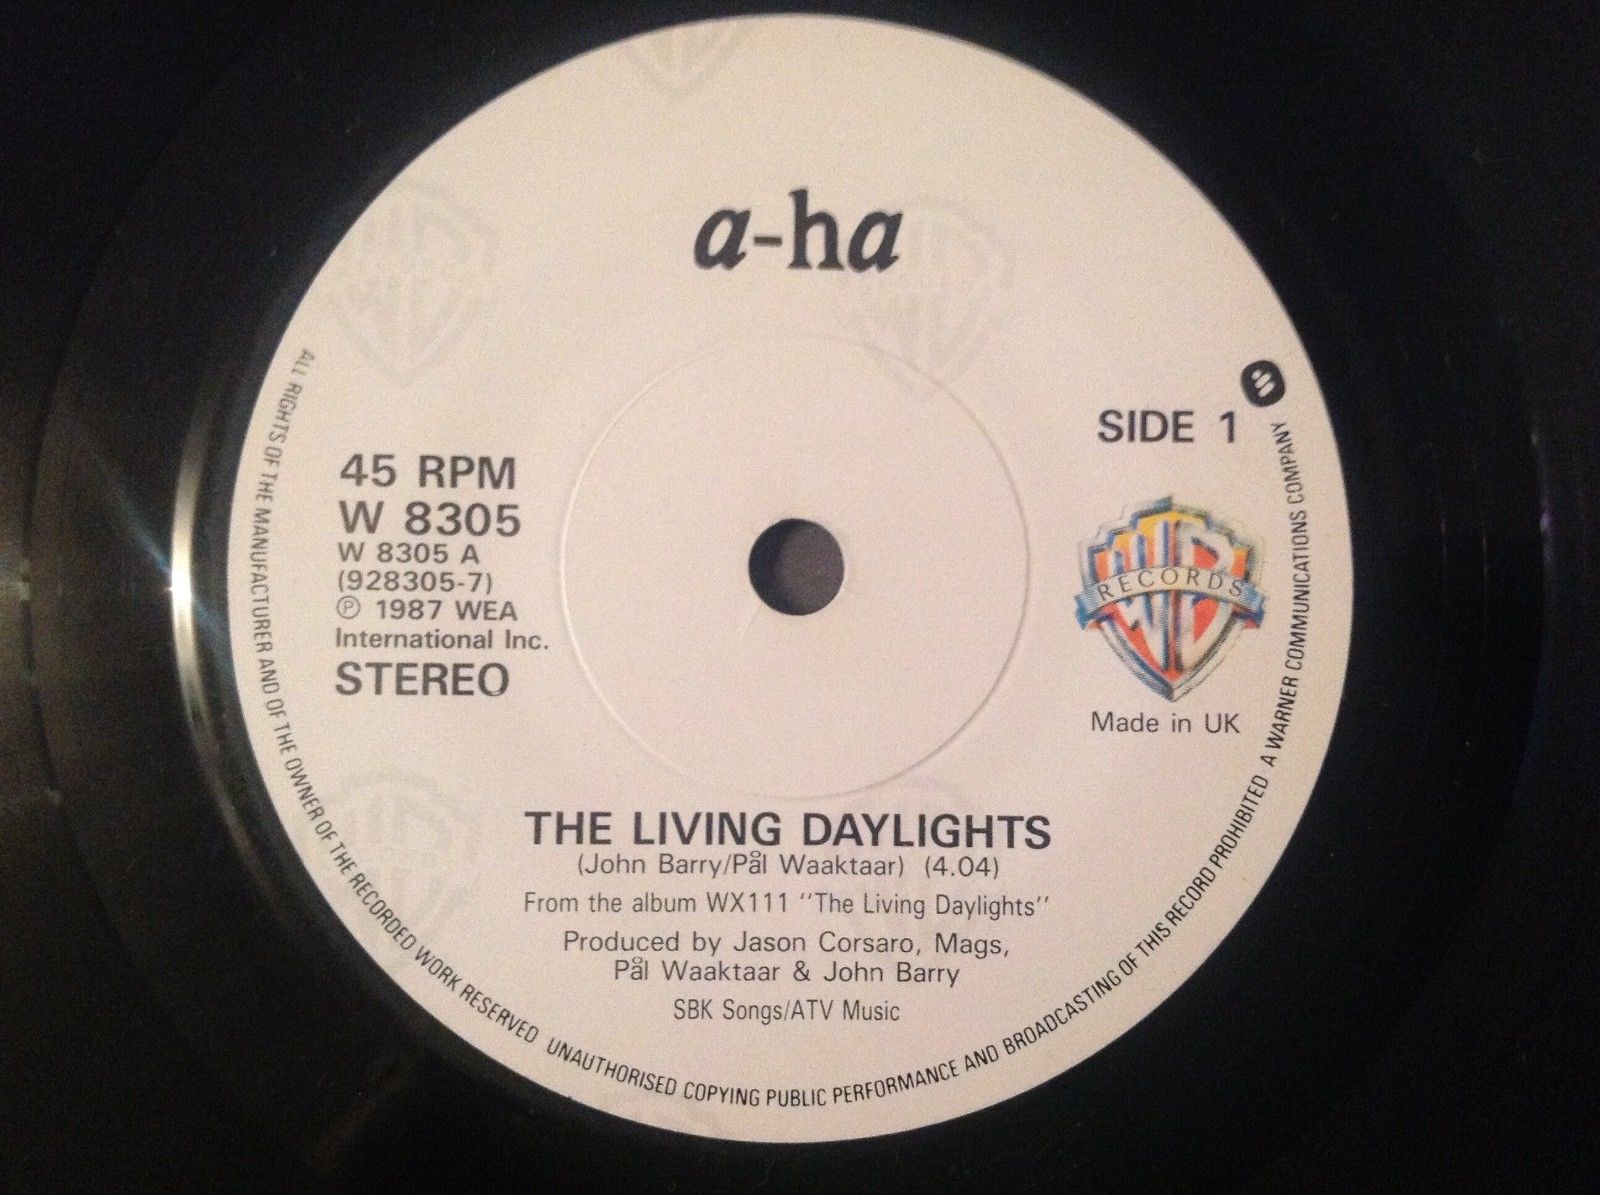 a-ha
SIDE 1
45 RPM
W 8305
W 8305 A
(928305-7)
℗ 1987 WEA
International Inc.
STEREO
WB
RECORDS
Made in UK
THE LIVING DAYLIGHTS
(John Barry/Pål Waaktaar) (4.04)
From the album WX111 "The Living Daylights"
Produced by Jason Corsaro, Mags,
Pål Waaktaar & John Barry
SBK Songs/ATV Music
ALL RIGHTS OF THE MANUFACTURER AND OF THE OWNER OF THE RECORDED WORK RESERVED UNAUTHORISED COPYING PUBLIC PERFORMANCE AND BROADCASTING OF THIS RECORD PROHIBITED A WARNER COMMUNICATIONS COMPANY